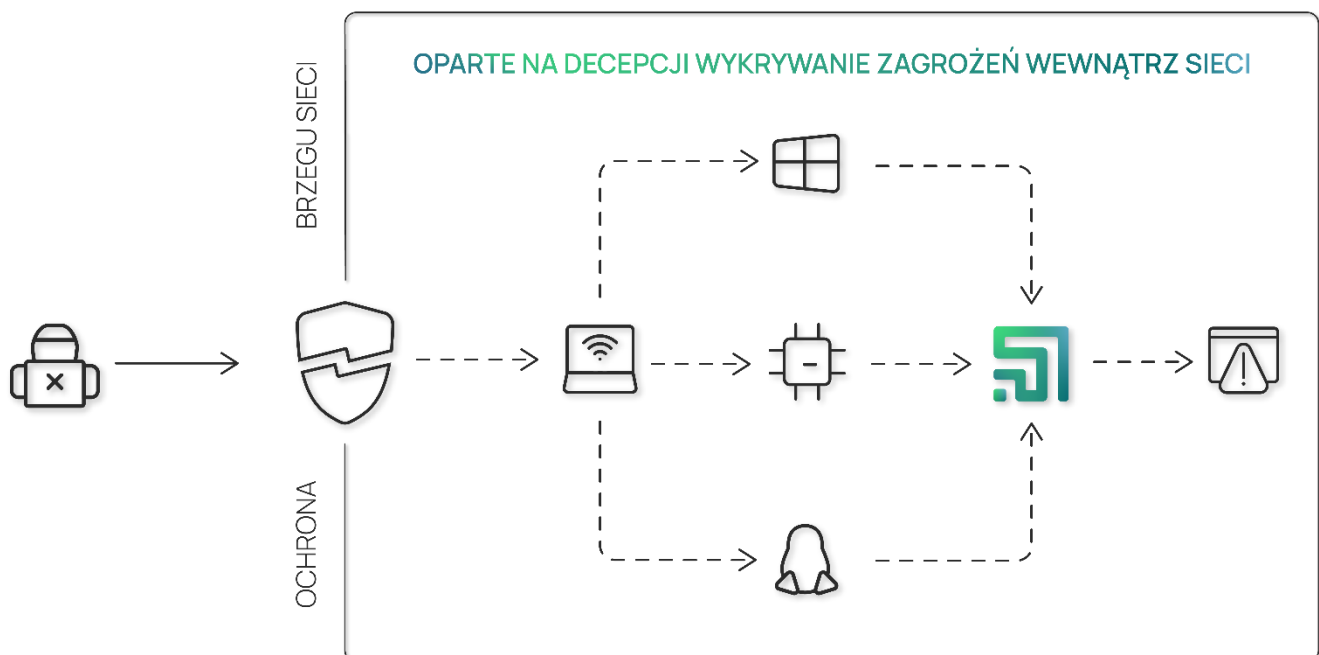 OPARTE NA DECEPCJI WYKRYWANIE ZAGROŻEŃ WEWNĄTRZ SIECI
OCHRONA
BRZEGU SIECI